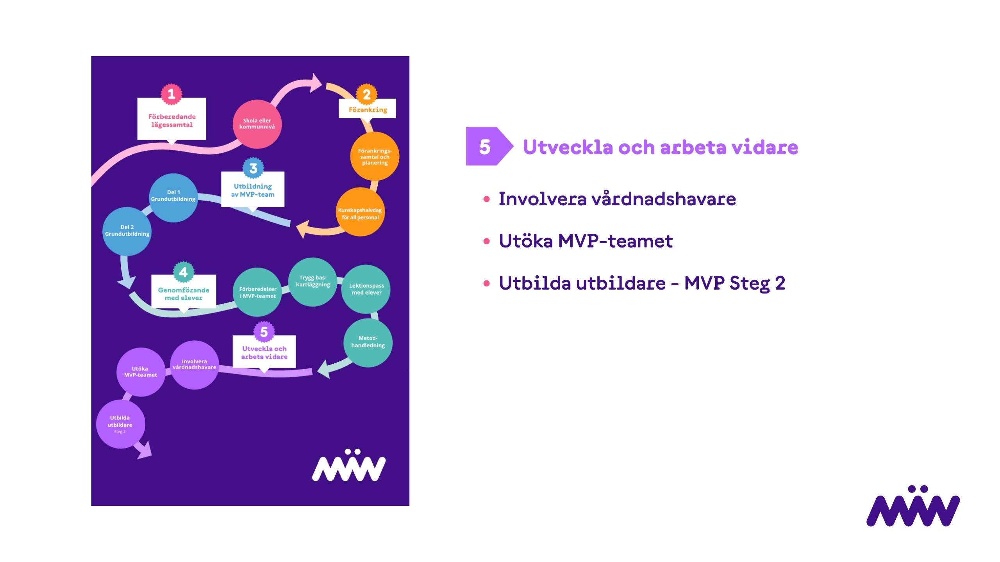 1
Förberedande
lägessamtal
Skola eller
kommunnivå
2
Förankring
Förankrings-
samtal och
planering
Kunskapshalvdag
för all personal
3
Utbildning
av MVP-team
Del 1
Grundutbildning
Del 2
Grundutbildning
4
Genomförande
med elever
Förberedelser
i MVP-teamet
Trygg bas-
kartläggning
Lektionspass
med elever
Metod-
handledning
5
Utveckla och
arbeta vidare
Involvera
vårdnadshavare
Utöka
MVP-teamet
Utbilda
utbildare
Steg 2
5 Utveckla och arbeta vidare
• Involvera vårdnadshavare
• Utöka MVP-teamet
• Utbilda utbildare - MVP Steg 2